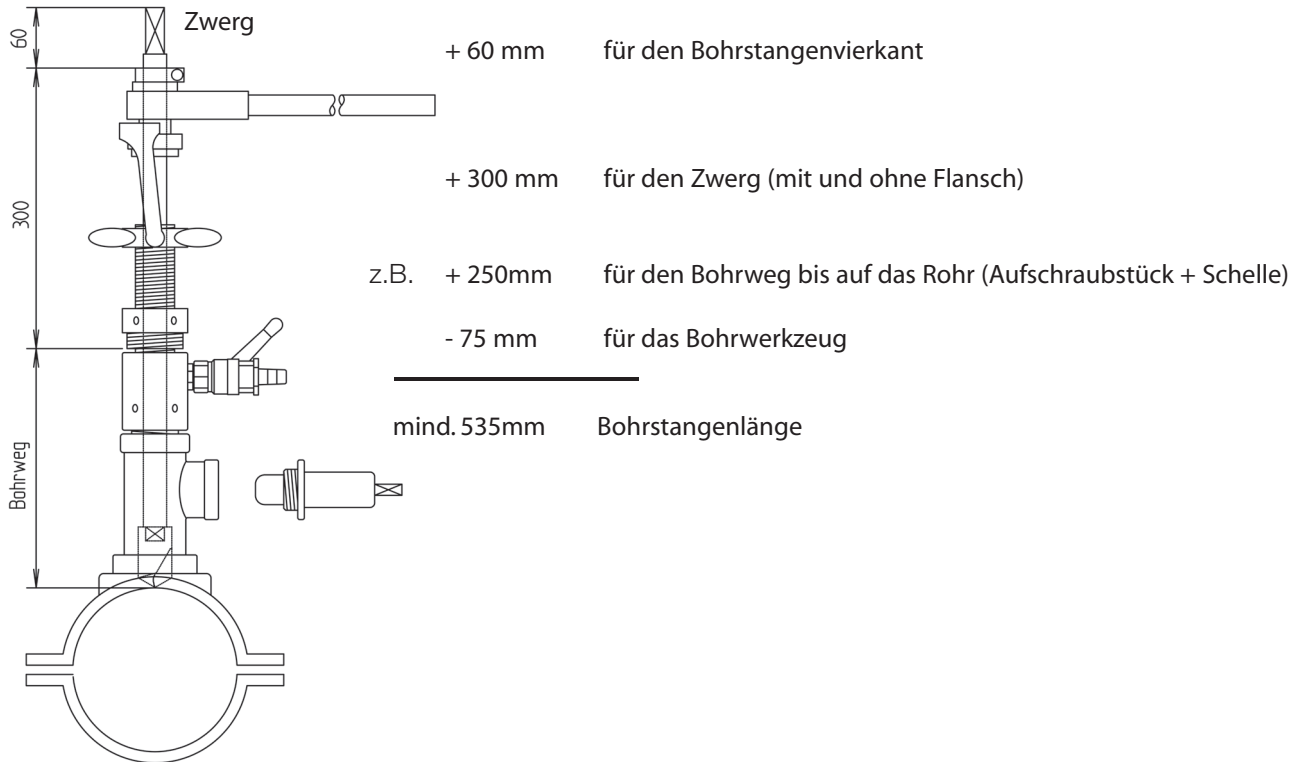 Zwerg
60
+ 60 mm für den Bohrstangenvierkant
+ 300 mm für den Zwerg (mit und ohne Flansch)
300
z.B. + 250mm für den Bohrweg bis auf das Rohr (Aufschraubstück + Schelle)
- 75 mm für das Bohrwerkzeug
mind. 535mm Bohrstangenlänge
Bohrweg